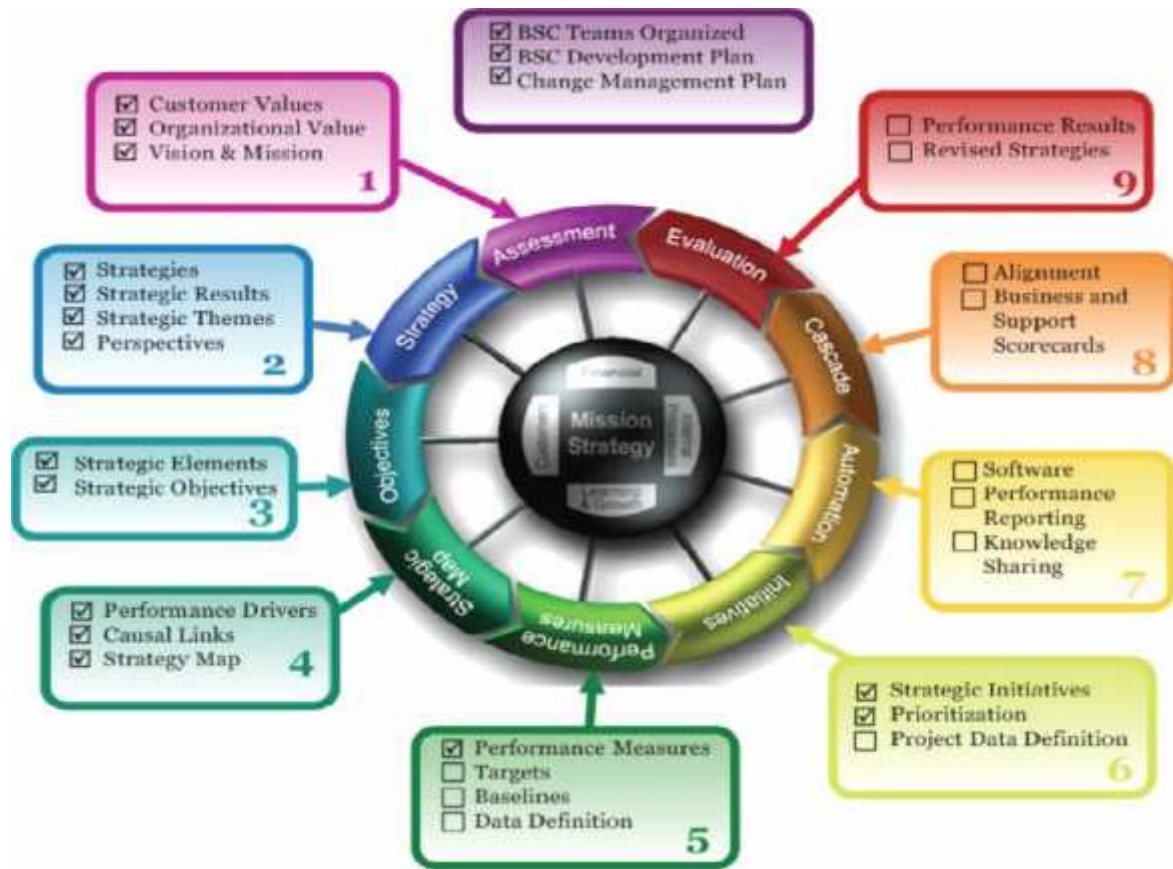 BSC Teams Organized
BSC Development Plan
Change Management Plan
Customer Values
Organizational Value
Vision & Mission
1
Strategies
Strategic Results
Strategic Themes
Perspectives
2
Strategic Elements
Strategic Objectives
3
Performance Drivers
Causal Links
Strategy Map
4
Performance Measures
Targets
Baselines
Data Definition
5
Strategic Initiatives
Prioritization
Project Data Definition
6
Software
Performance
Reporting
Knowledge
Sharing
7
Alignment
Business and
Support
Scorecards
8
Performance Results
Revised Strategies
9
Assessment
Strategy
Objectives
Strategic
Map
Performance
Measures
Initiatives
Automation
Cascade
Evaluation
Financial
Customer
Mission
Strategy